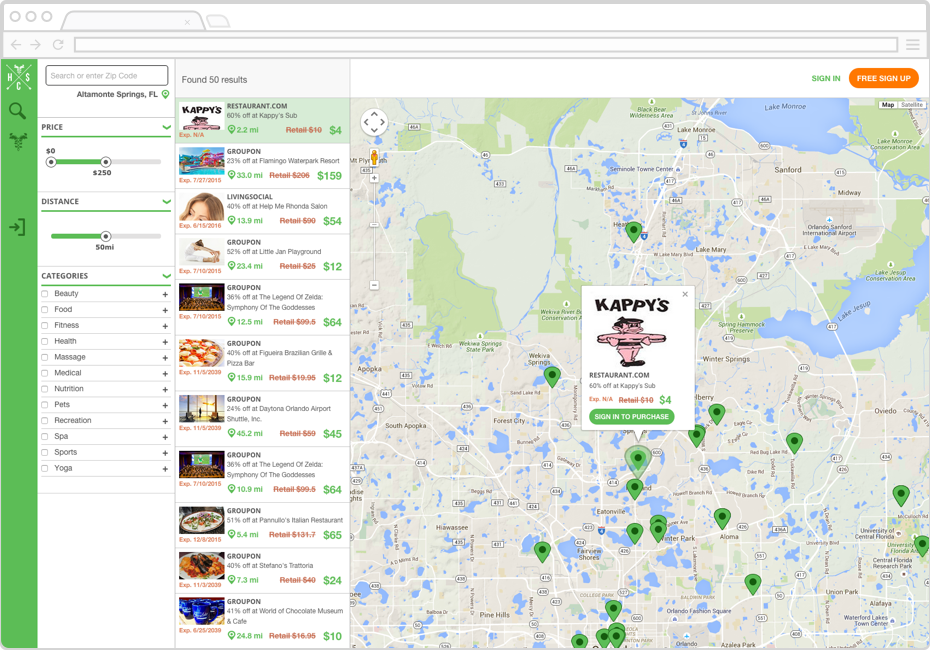 H S C
Search or enter Zip Code
Altamonte Springs, FL
PRICE
$0
$250
DISTANCE
50mi
CATEGORIES
Beauty +
Food +
Fitness +
Health +
Massage +
Medical +
Nutrition +
Pets +
Recreation +
Spa +
Sports +
Yoga +
Found 50 results
SIGN IN
FREE SIGN UP
KAPPY'S
RESTAURANT.COM
60% off at Kappy's Sub
Exp. N/A
2.2 mi Retail $10 $4
GROUPON
23% off at Flamingo Waterpark Resort
Exp. 7/27/2015
33.0 mi Retail $206 $159
LIVINGSOCIAL
40% off at Help Me Rhonda Salon
Exp. 6/15/2016
13.9 mi Retail $90 $54
GROUPON
52% off at Little Jan Playground
Exp. 7/10/2015
23.4 mi Retail $25 $12
GROUPON
36% off at The Legend Of Zelda:
Symphony Of The Goddesses
Exp. 7/10/2015
12.5 mi Retail $99.5 $64
GROUPON
40% off at Figueira Brazilian Grille &
Pizza Bar
Exp. 11/5/2039
15.9 mi Retail $19.95 $12
GROUPON
24% off at Daytona Orlando Airport
Shuttle, Inc.
Exp. 11/5/2039
45.2 mi Retail $59 $45
GROUPON
36% off at The Legend Of Zelda:
Symphony Of The Goddesses
Exp. 7/10/2015
10.9 mi Retail $99.5 $64
GROUPON
51% off at Pannullo's Italian Restaurant
Exp. 12/8/2015
5.4 mi Retail $131.7 $65
GROUPON
40% off at Stefano's Trattoria
Exp. 11/3/2039
7.3 mi Retail $40 $24
GROUPON
41% off at World of Chocolate Museum
& Cafe
Exp. 6/25/2039
24.8 mi Retail $16.95 $10
Map Satellite
Black Bear
Wilderness Area
Lake Monroe
Lake Monroe
Conservation Area
Seminole Towne Center
Sanford
Midway
Orlando Sanford
International Airport
Lake Mary
E Lake Mary Blvd
Lake Jesup
Conservation Area
Lake Jesup
Wekiwa Springs
State Park
Spring Hammock
Preserve
Winter Springs
Wekiva
Springs
Apopka
South Apopka
Forest City
Oviedo
Red Bug Lake Rd
KAPPY'S
RESTAURANT.COM
60% off at Kappy's Sub
Exp. N/A Retail $10 $4
SIGN IN TO PURCHASE
Hiawassee
Eatonville
Fairview
Shores
Winter Park
Aloma
University of
Central Florida
Central Florida
Research Park
Union Park
Pine Hills
COLLEGE PARK
BALDWIN PARK
Orlando Fashion Square
Alafaya
Waterford Lakes
Town Center
Azalea Park